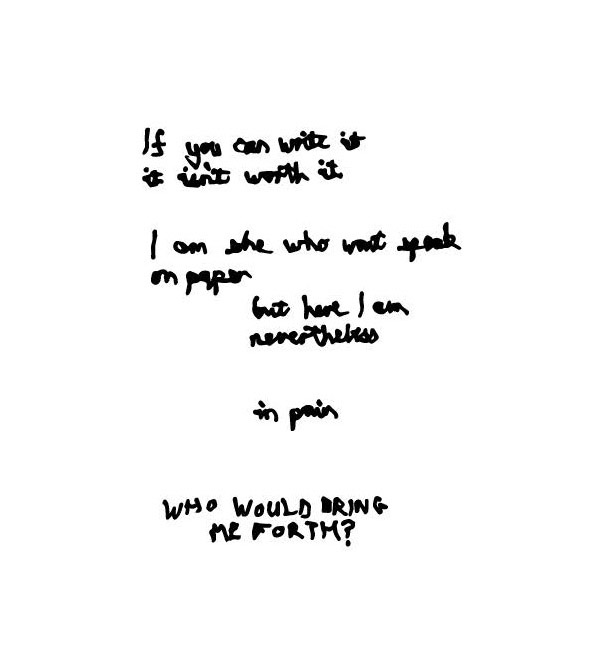 If you can write it
it isn't worth it
I am she who wont speak
on paper
but here I am
nevertheless
in pain
WHO WOULD BRING
ME FORTH?